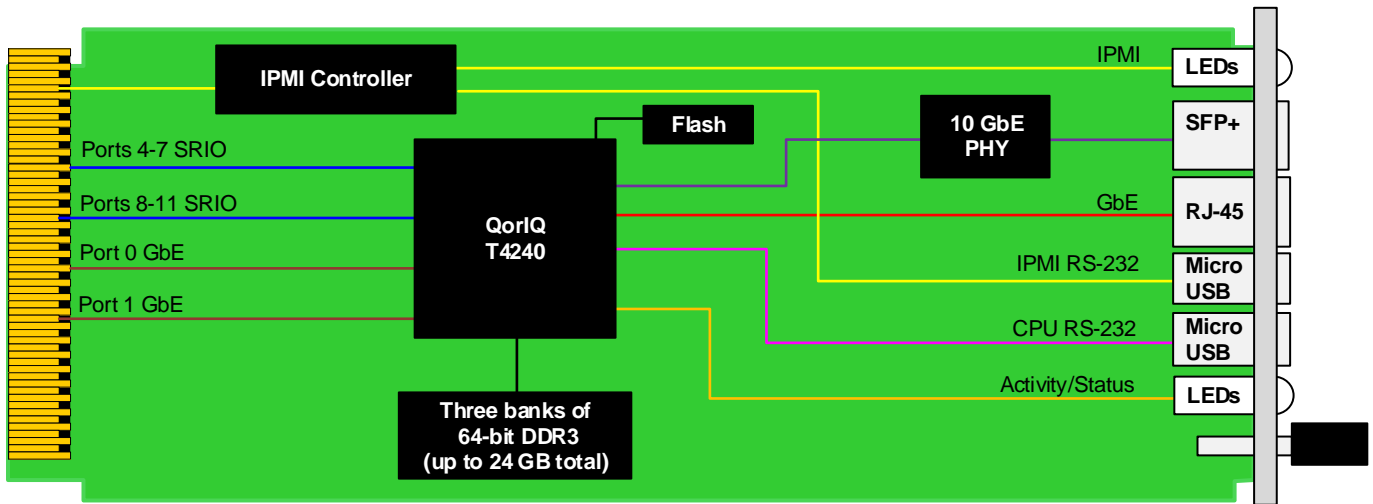 IPMI
LEDs
IPMI Controller
Flash
10 GbE
PHY
SFP+
Ports 4-7 SRIO
Ports 8-11 SRIO
GbE
RJ-45
QorIQ
T4240
Port 0 GbE
IPMI RS-232
Micro
USB
Port 1 GbE
CPU RS-232
Micro
USB
Activity/Status
LEDs
Three banks of
64-bit DDR3
(up to 24 GB total)